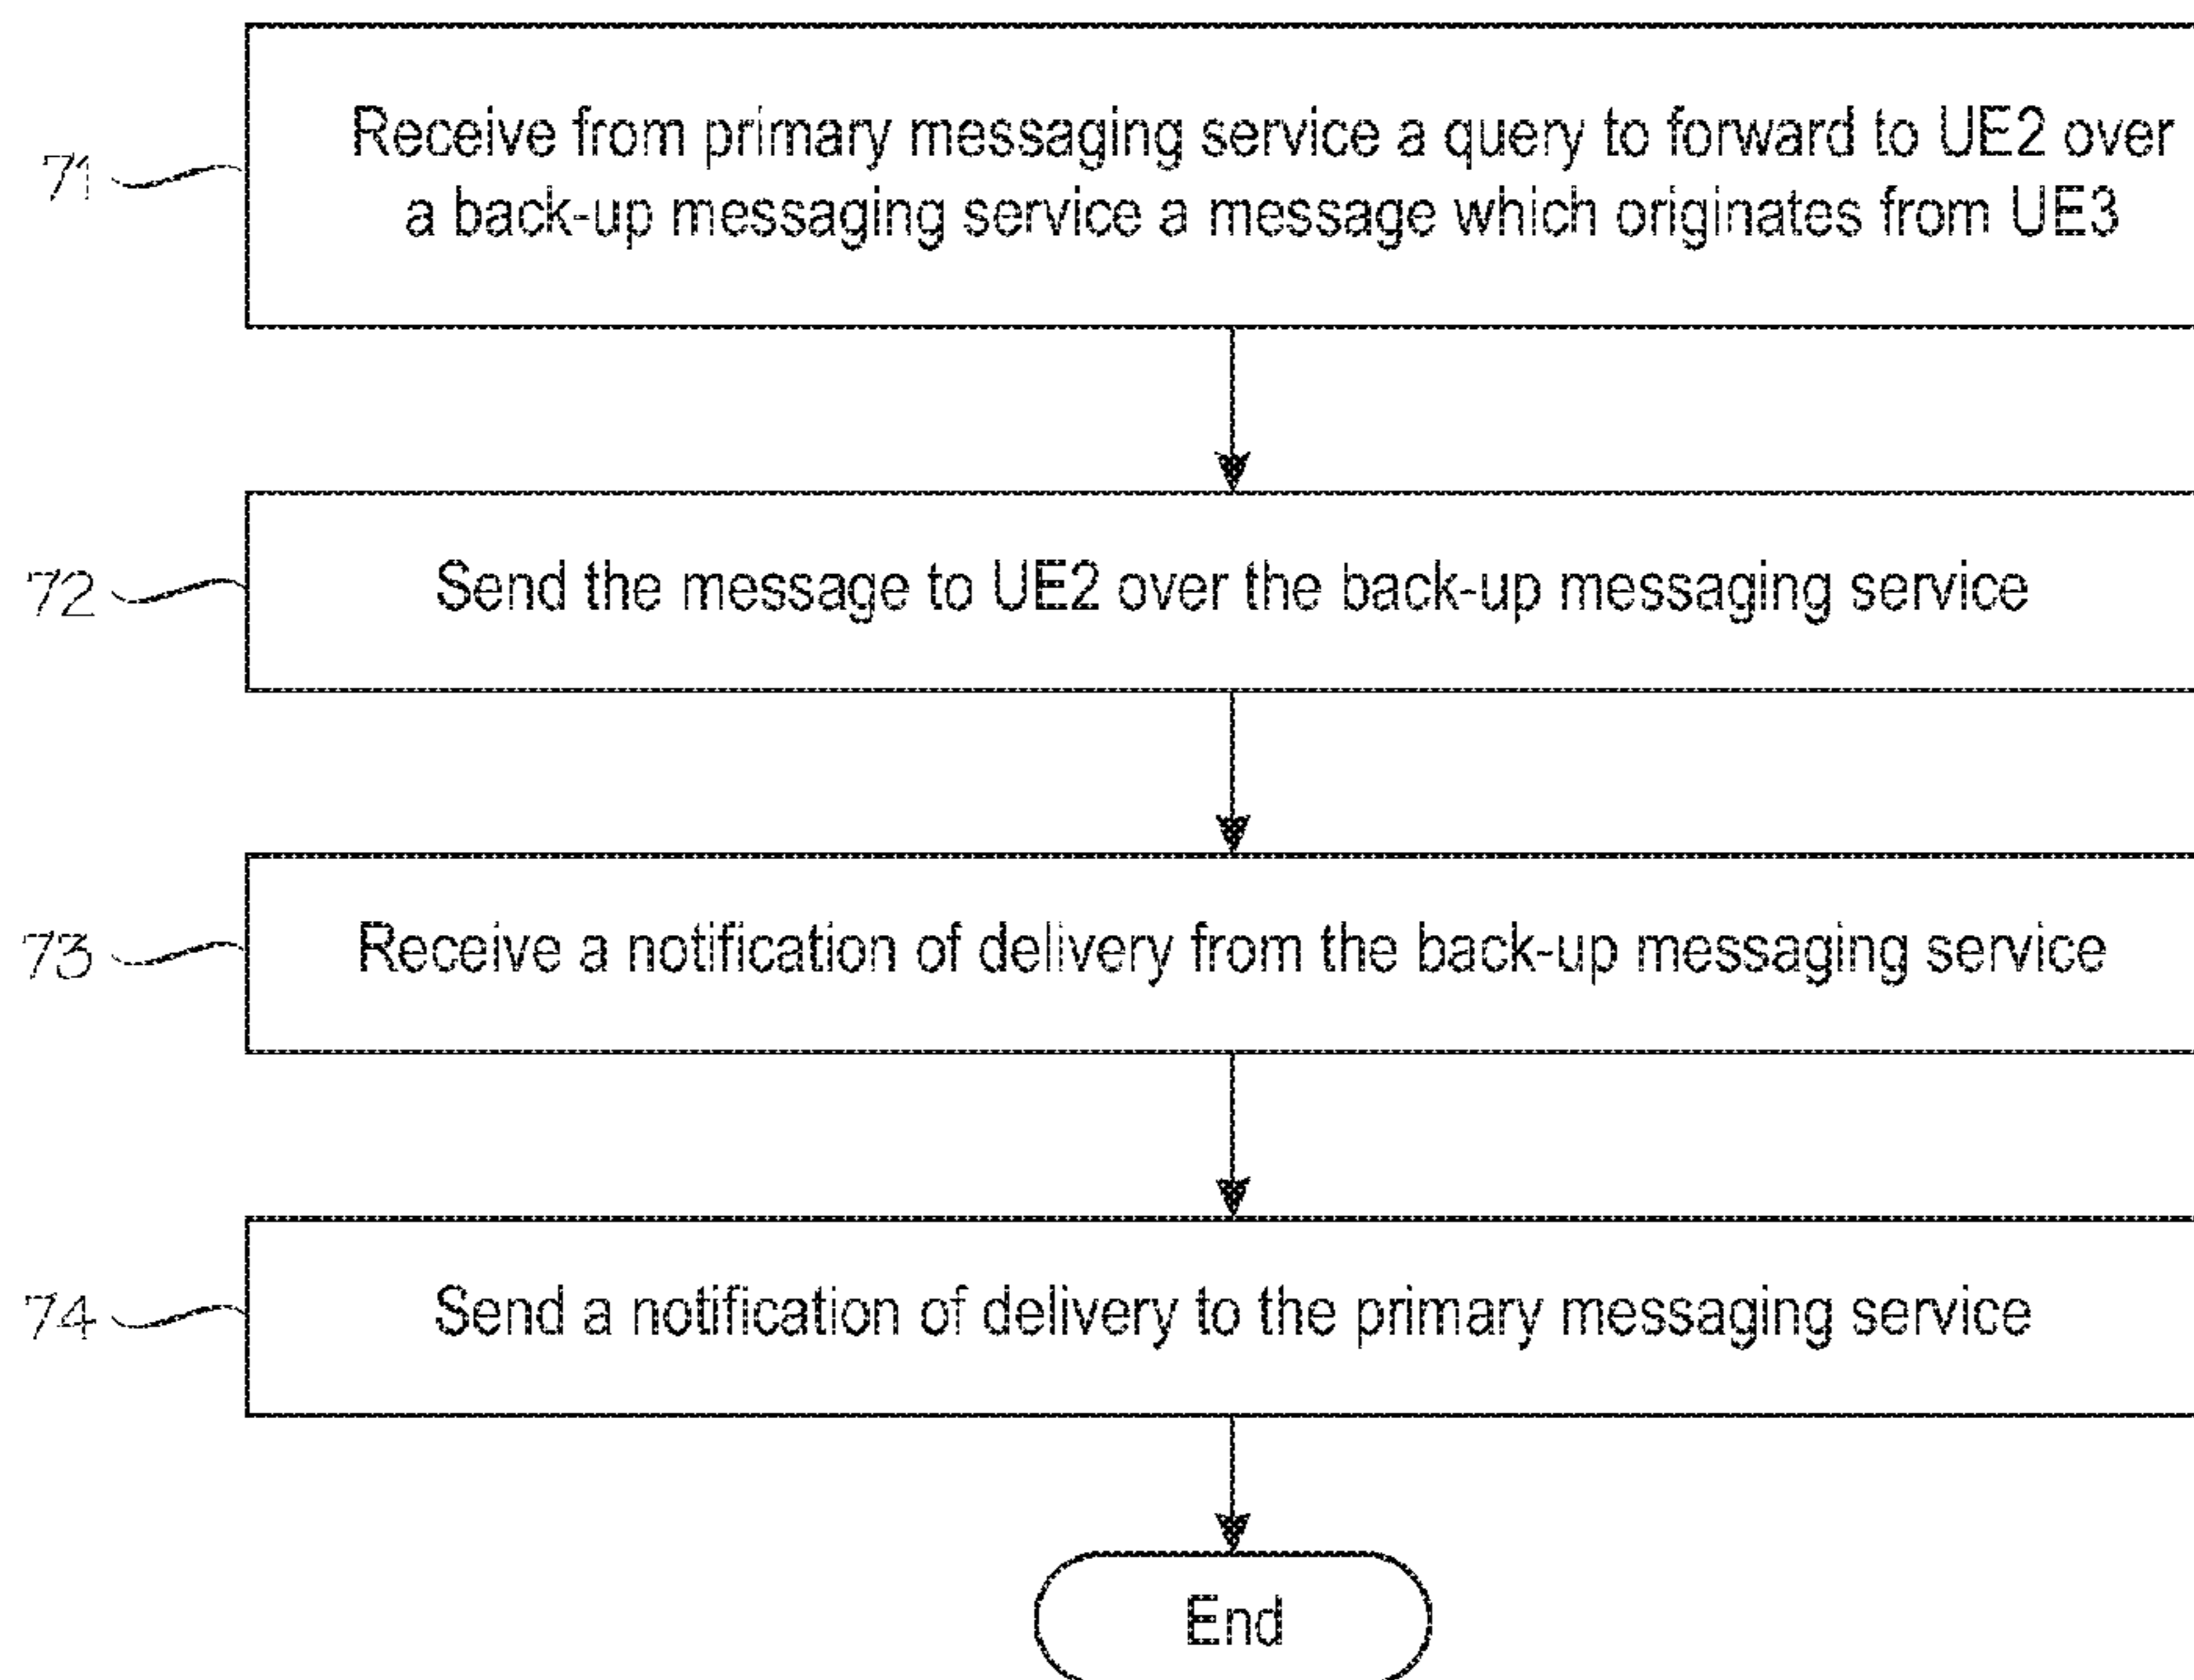 71
Receive from primary messaging service a query to forward to UE2 over
a back-up messaging service a message which originates from UE3
72
Send the message to UE2 over the back-up messaging service
73
Receive a notification of delivery from the back-up messaging service
74
Send a notification of delivery to the primary messaging service
End